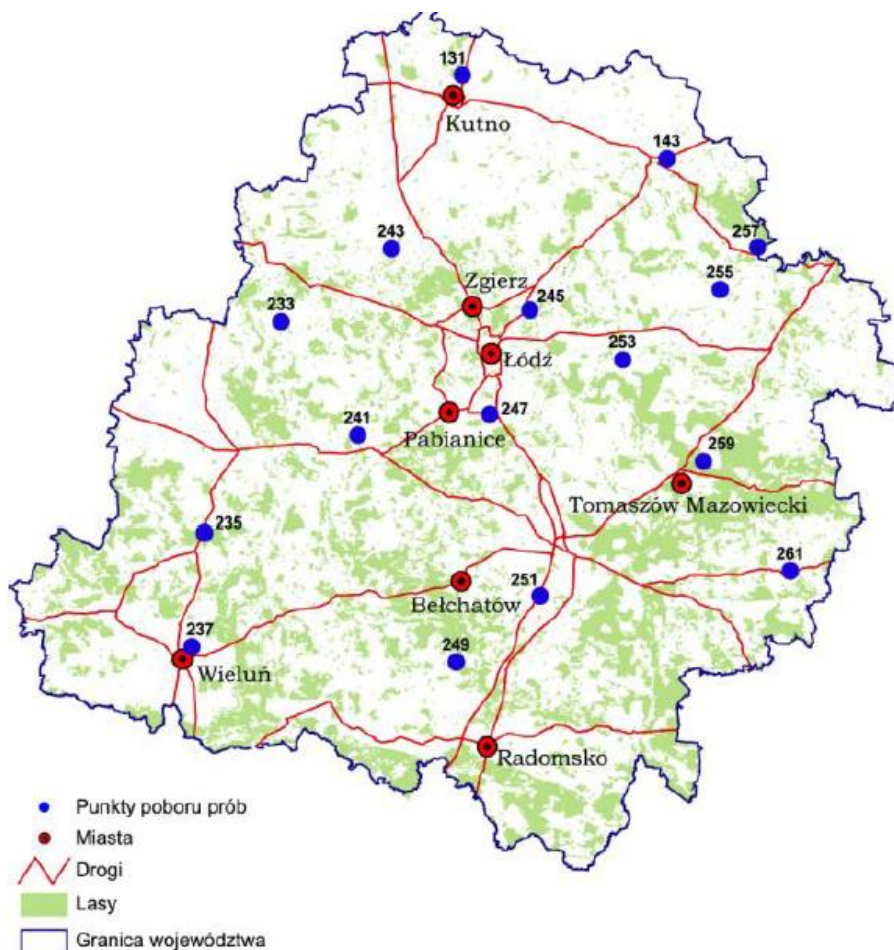 131
Kutno
143
243
257
Zgierz
255
233
245
Łódź
253
247
241
Pabianice
259
Tomaszów Mazowiecki
235
261
251
Bełchatów
237
249
Wieluń
Radomsko
Punkty poboru prób
Miasta
Drogi
Lasy
Granica województwa